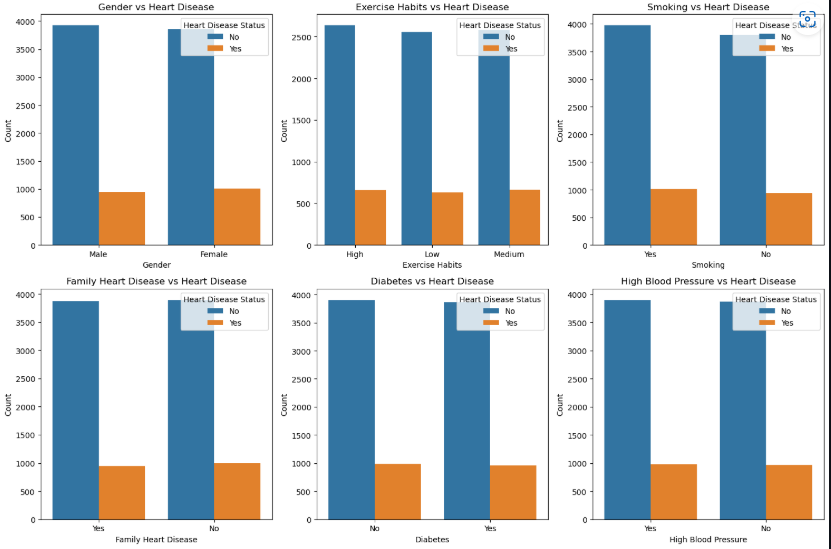 Gender vs Heart Disease
Heart Disease Status
No
Yes
4000
3500
3000
2500
2000
1500
1000
500
0
Count
Male
Female
Gender
Exercise Habits vs Heart Disease
Heart Disease Status
No
Yes
2500
2000
1500
1000
500
0
Count
High
Low
Medium
Exercise Habits
Smoking vs Heart Disease
Heart Disease Status
No
Yes
4000
3500
3000
2500
2000
1500
1000
500
0
Count
Yes
No
Smoking
Family Heart Disease vs Heart Disease
Heart Disease Status
No
Yes
4000
3500
3000
2500
2000
1500
1000
500
0
Count
Yes
No
Family Heart Disease
Diabetes vs Heart Disease
Heart Disease Status
No
Yes
4000
3500
3000
2500
2000
1500
1000
500
0
Count
No
Yes
Diabetes
High Blood Pressure vs Heart Disease
Heart Disease Status
No
Yes
4000
3500
3000
2500
2000
1500
1000
500
0
Count
Yes
No
High Blood Pressure